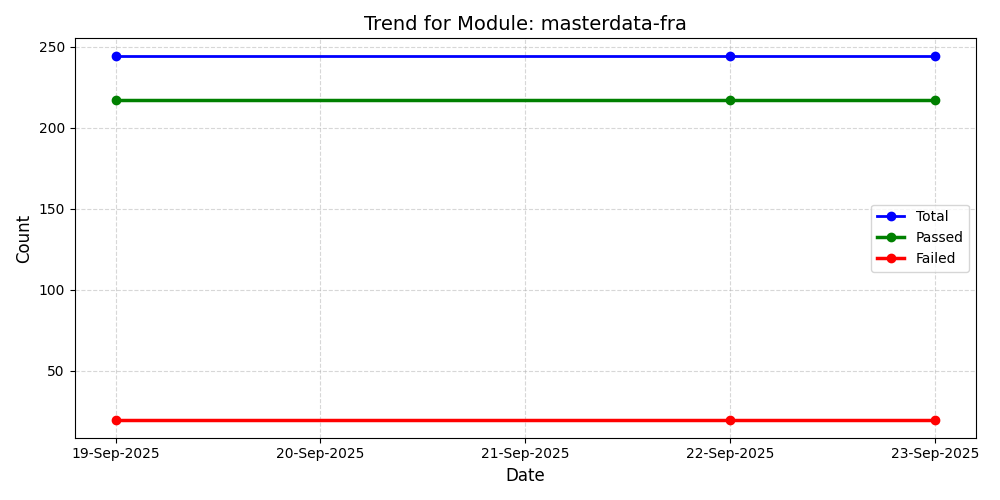 Trend for Module: masterdata-fra
250
200
150
100
50
Count
Total
Passed
Failed
19-Sep-2025 20-Sep-2025 21-Sep-2025 22-Sep-2025 23-Sep-2025
Date